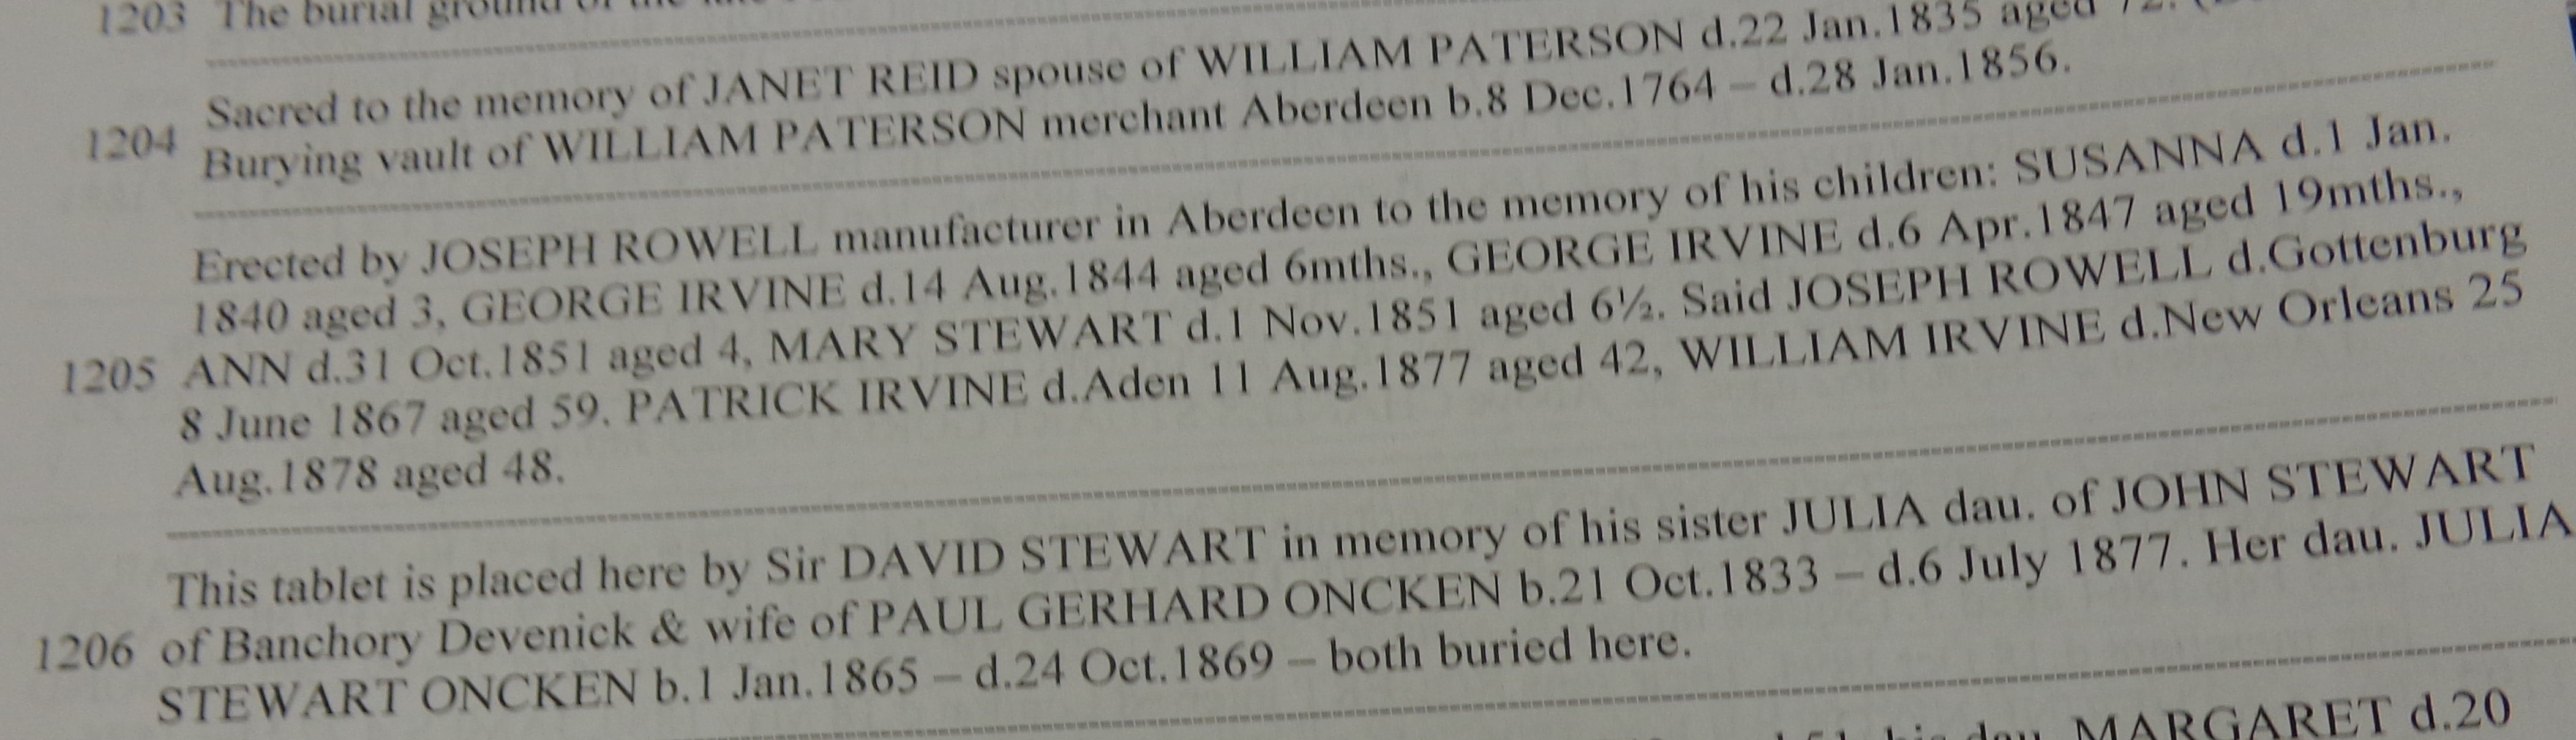 1203 The burial ground of the
Sacred to the memory of JANET REID spouse of WILLIAM PATERSON d.22 Jan.1835 aged 72. (
1204 Burying vault of WILLIAM PATERSON merchant Aberdeen b.8 Dec.1764 – d.28 Jan.1856.
Erected by JOSEPH ROWELL manufacturer in Aberdeen to the memory of his children: SUSANNA d.1 Jan.
1840 aged 3, GEORGE IRVINE d.14 Aug.1844 aged 6mths., GEORGE IRVINE d.6 Apr.1847 aged 19mths.,
1205 ANN d.31 Oct.1851 aged 4, MARY STEWART d.1 Nov.1851 aged 6½. Said JOSEPH ROWELL d.Gottenburg
8 June 1867 aged 59. PATRICK IRVINE d.Aden 11 Aug.1877 aged 42, WILLIAM IRVINE d.New Orleans 25
Aug.1878 aged 48.
This tablet is placed here by Sir DAVID STEWART in memory of his sister JULIA dau. of JOHN STEWART
1206 of Banchory Devenick & wife of PAUL GERHARD ONCKEN b.21 Oct.1833 – d.6 July 1877. Her dau. JULIA
STEWART ONCKEN b.1 Jan.1865 – d.24 Oct.1869 – both buried here.
his dau. MARGARET d.20